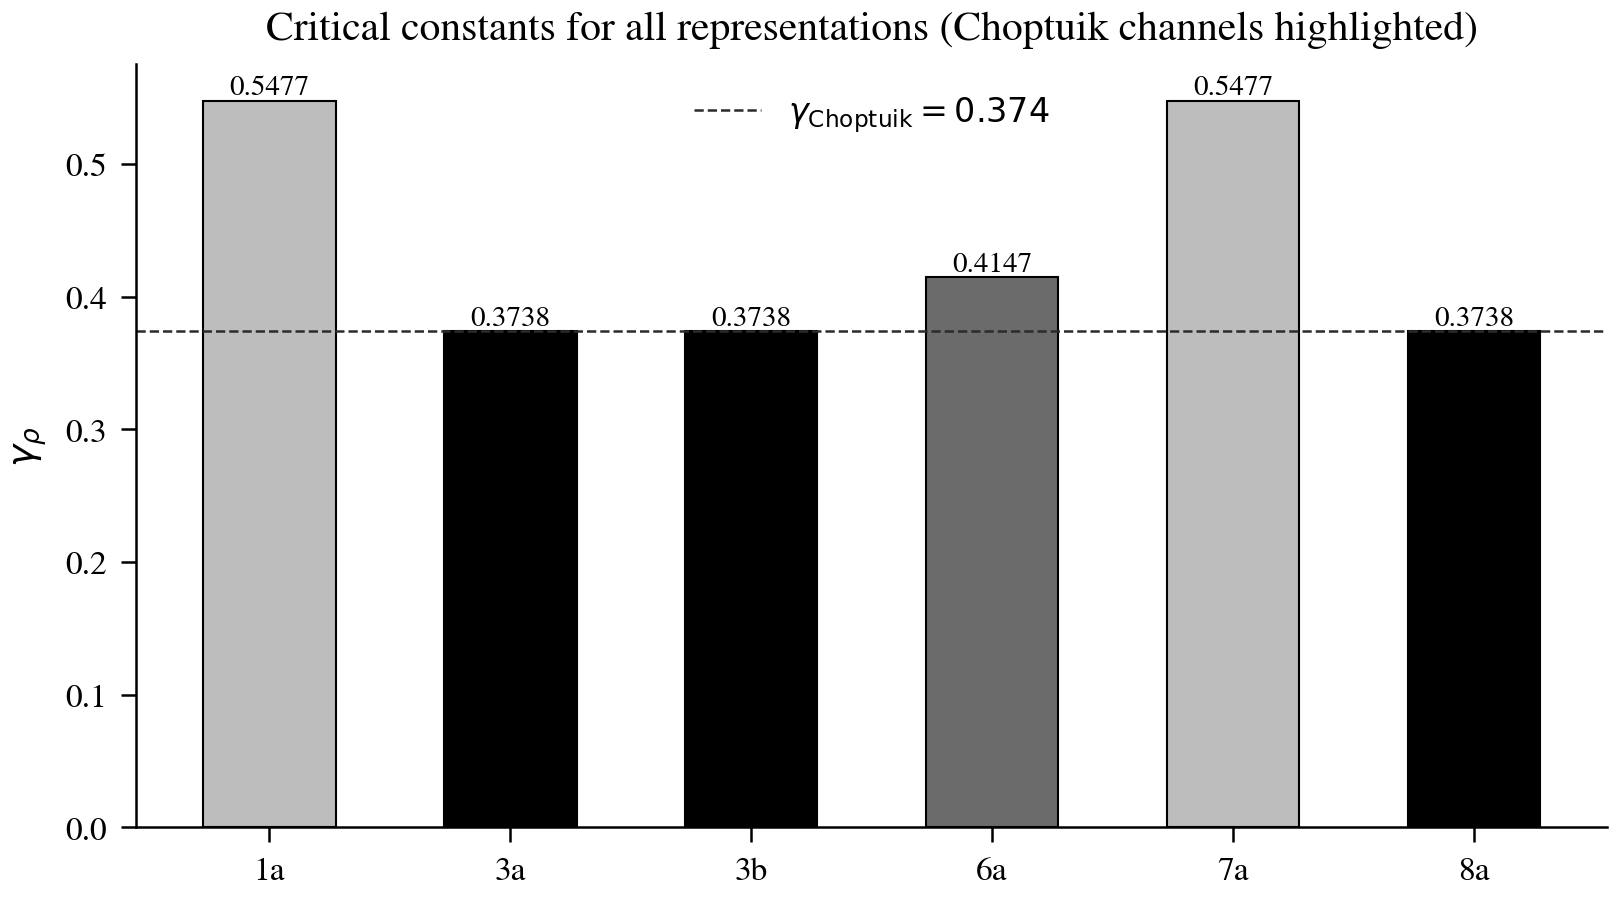 Critical constants for all representations (Choptuik channels highlighted)
γ_Choptuik = 0.374
0.5477
0.3738
0.3738
0.4147
0.5477
0.3738
γ_ρ
0.5
0.4
0.3
0.2
0.1
0.0
1a
3a
3b
6a
7a
8a